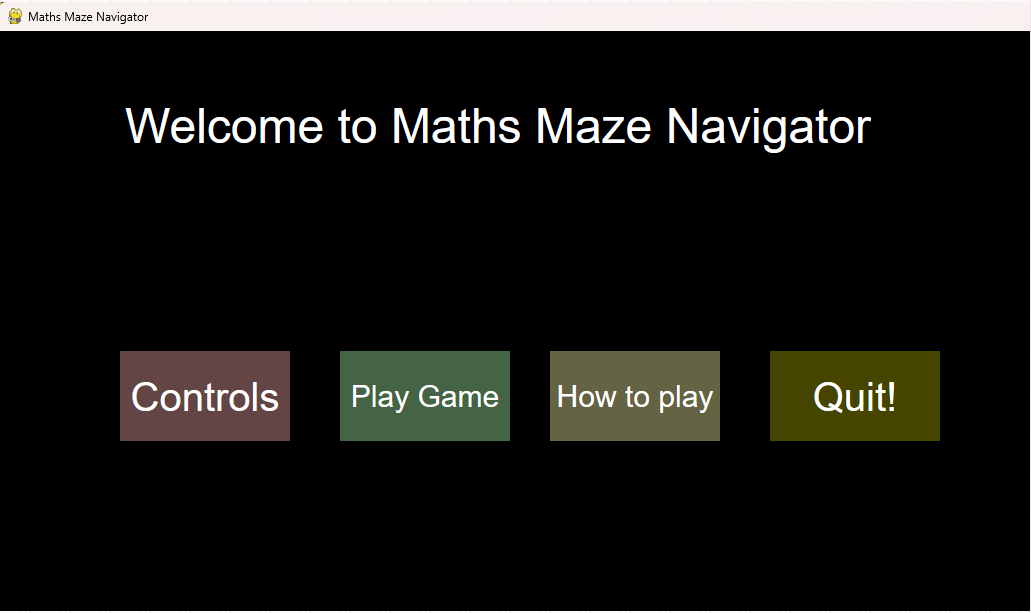 Maths Maze Navigator
Welcome to Maths Maze Navigator
Controls
Play Game
How to play
Quit!